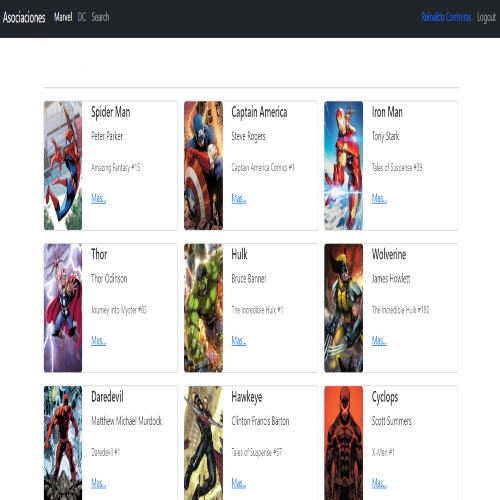 Asociaciones Marvel DC Search Reinaldo Contreras Logout
Spider Man
Peter Parker
Amazing Fantasy #15
Mas...
Captain America
Steve Rogers
Captain America Comics #1
Mas...
Iron Man
Tony Stark
Tales of Suspense #39
Mas...
Thor
Thor Odinson
Journey into Myster #83
Mas...
Hulk
Bruce Banner
The Incredible Hulk #1
Mas...
Wolverine
James Howlett
The Incredible Hulk #180
Mas...
Daredevil
Matthew Michael Murdock
Daredevil #1
Mas...
Hawkeye
Clinton Francis Barton
Tales of Suspense #57
Mas...
Cyclops
Scott Summers
X-Men #1
Mas...